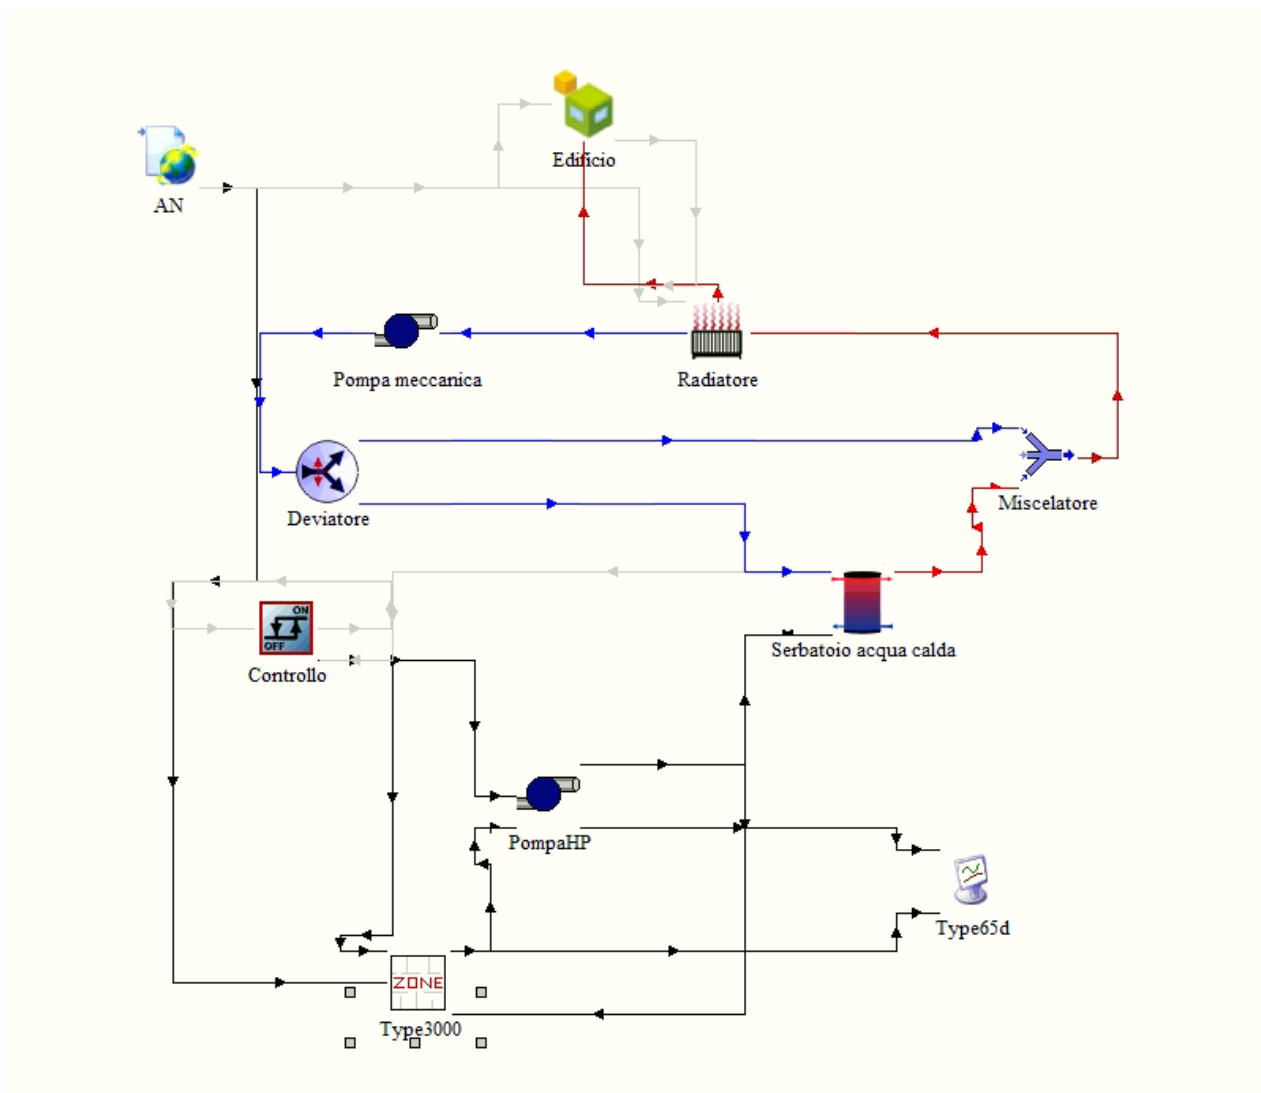 Edificio
AN
Pompa meccanica
Radiatore
Deviatore
Miscelatore
ON
OFF
Controllo
Serbatoio acqua calda
PompaHP
Type65d
ZONE
Type3000